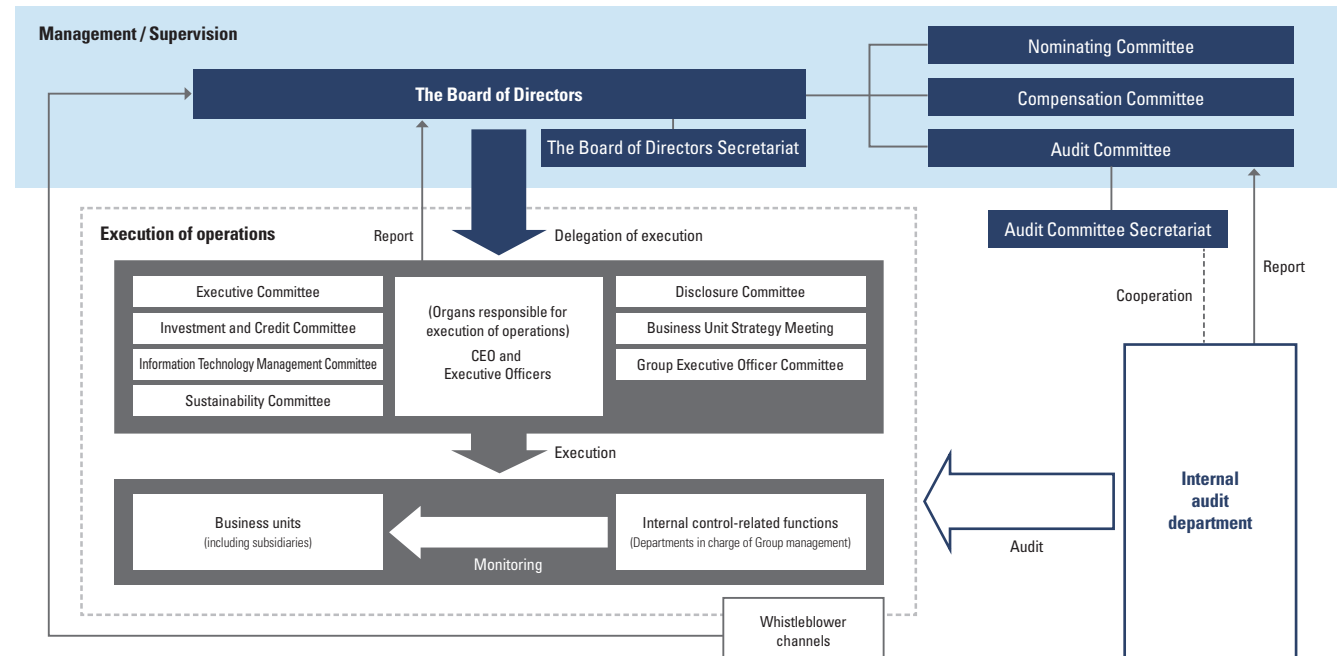 Management / Supervision
The Board of Directors
The Board of Directors Secretariat
Nominating Committee
Compensation Committee
Audit Committee
Audit Committee Secretariat
Execution of operations
Report
Delegation of execution
Cooperation
Report
Executive Committee
Investment and Credit Committee
Information Technology Management Committee
Sustainability Committee
(Organs responsible for
execution of operations)
CEO and
Executive Officers
Disclosure Committee
Business Unit Strategy Meeting
Group Executive Officer Committee
Execution
Business units
(including subsidiaries)
Monitoring
Internal control-related functions
(Departments in charge of Group management)
Audit
Internal
audit
department
Whistleblower
channels